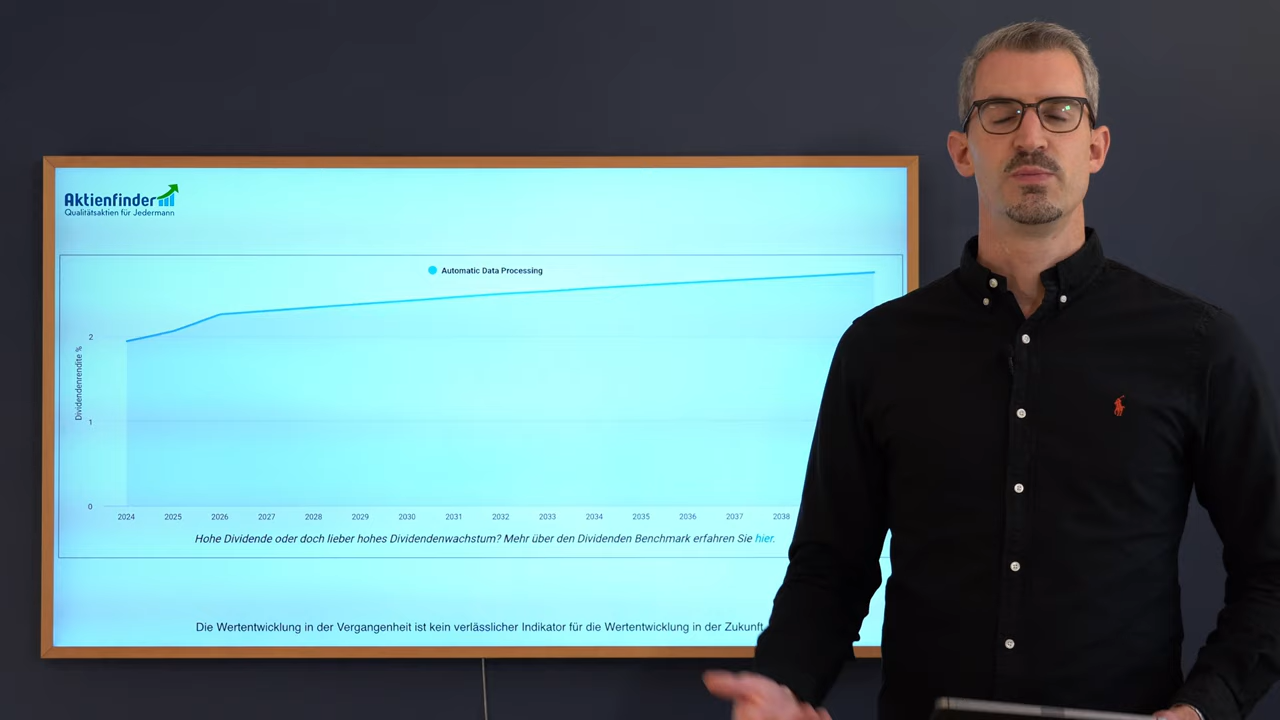 Aktienfinder
Qualitätsaktien für Jedermann
Automatic Data Processing
Dividendenrendite %
2
1
0
2024 2025 2026 2027 2028 2029 2030 2031 2032 2033 2034 2035 2036 2037 2038
Hohe Dividende oder doch lieber hohes Dividendenwachstum? Mehr über den Dividenden Benchmark erfahren Sie hier.
Die Wertentwicklung in der Vergangenheit ist kein verlässlicher Indikator für die Wertentwicklung in der Zukunft